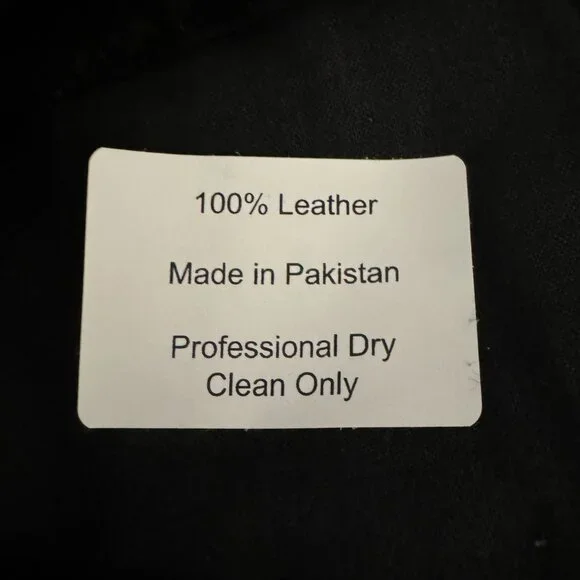 100% Leather
Made in Pakistan
Professional Dry
Clean Only